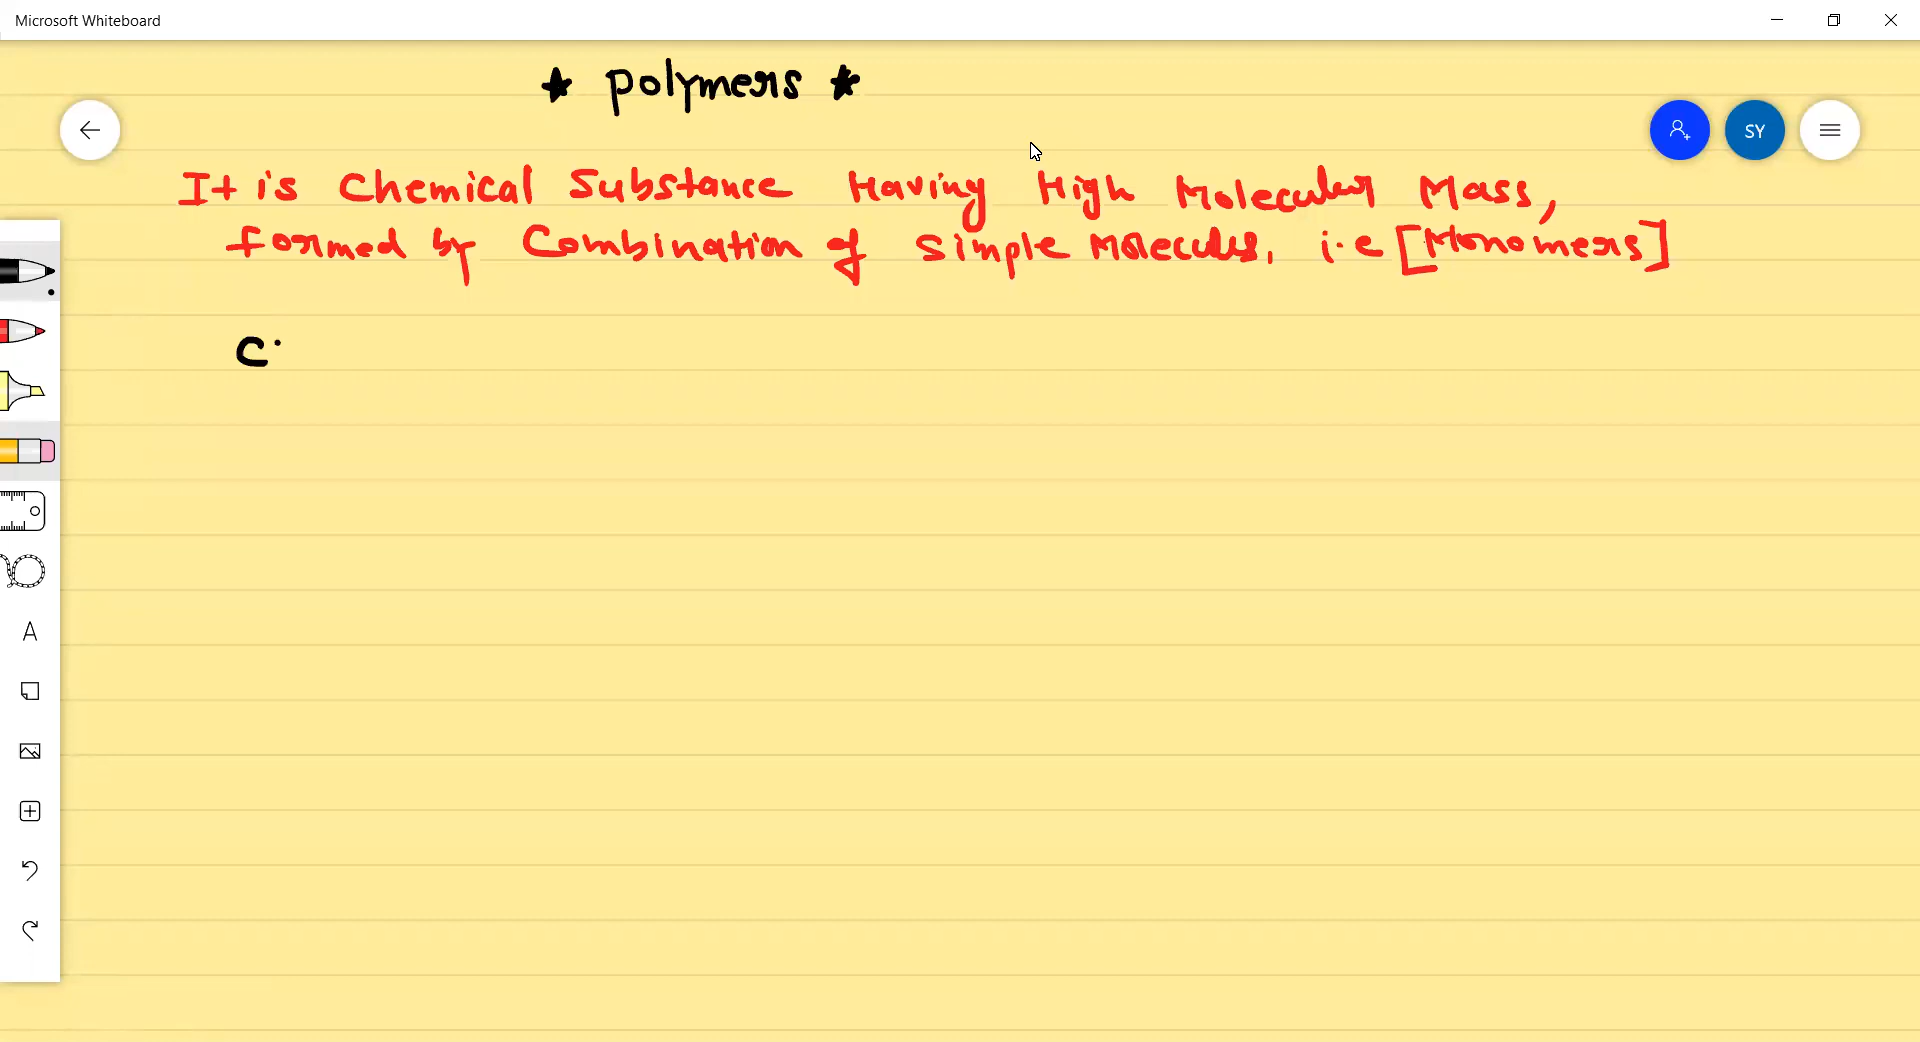 Microsoft Whiteboard
★ polymers ★
SY
It is Chemical Substance Having High Molecular Mass,
formed by Combination of Simple Molecules, i.e [Monomers]
C
A